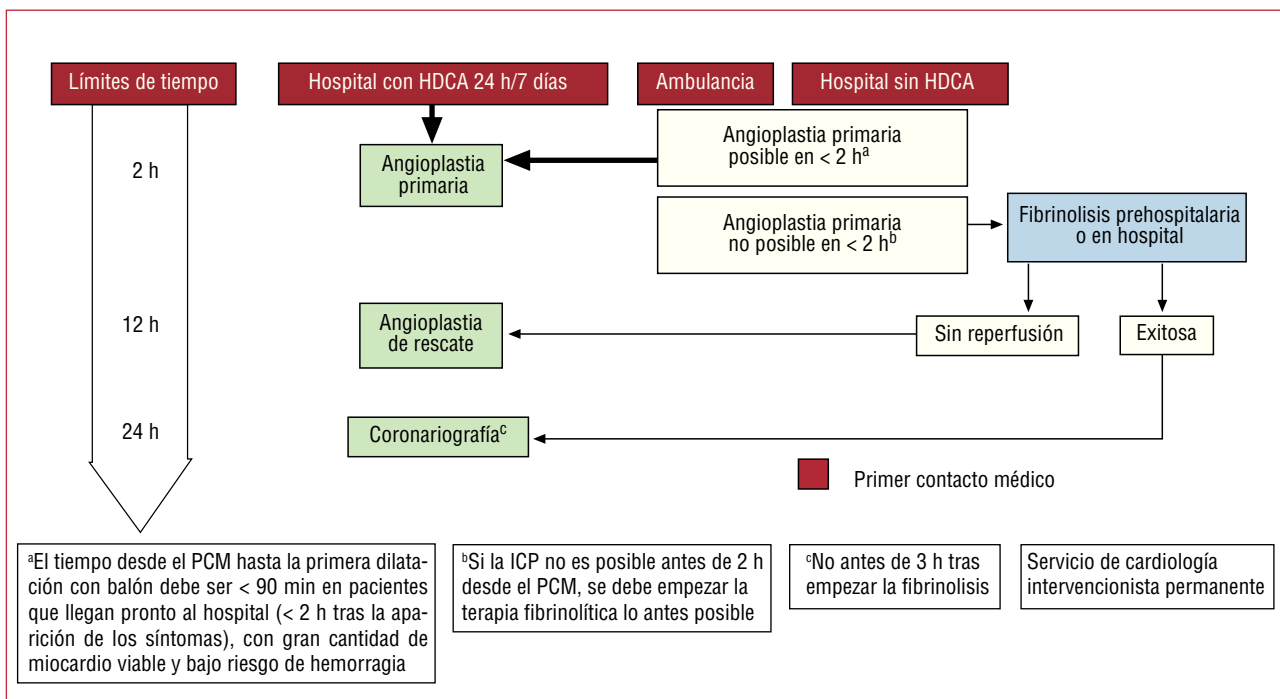 Límites de tiempo
Hospital con HDCA 24 h/7 días
Ambulancia
Hospital sin HDCA
2 h
Angioplastia
primaria
Angioplastia primaria
posible en < 2 hª
Angioplastia primaria
no posible en < 2 hᵇ
Fibrinolisis prehospitalaria
o en hospital
12 h
Angioplastia
de rescate
Sin reperfusión
Exitosa
24 h
Coronariografíaᶜ
Primer contacto médico
ªEl tiempo desde el PCM hasta la primera dilata-
ción con balón debe ser < 90 min en pacientes
que llegan pronto al hospital (< 2 h tras la apa-
rición de los síntomas), con gran cantidad de
miocardio viable y bajo riesgo de hemorragia
ᵇSi la ICP no es posible antes de 2 h
desde el PCM, se debe empezar la
terapia fibrinolítica lo antes posible
ᶜNo antes de 3 h tras
empezar la fibrinolisis
Servicio de cardiología
intervencionista permanente